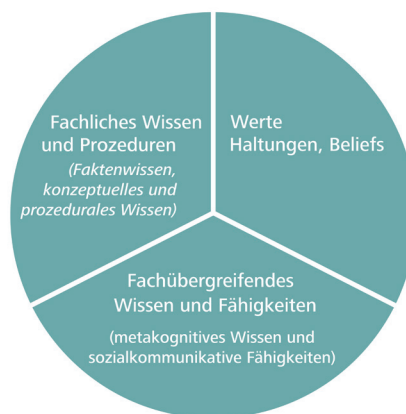 Fachliches Wissen
und Prozeduren
(Faktenwissen,
konzeptuelles und
prozedurales Wissen)
Werte
Haltungen, Beliefs
Fachübergreifendes
Wissen und Fähigkeiten
(metakognitives Wissen und
sozialkommunikative Fähigkeiten)